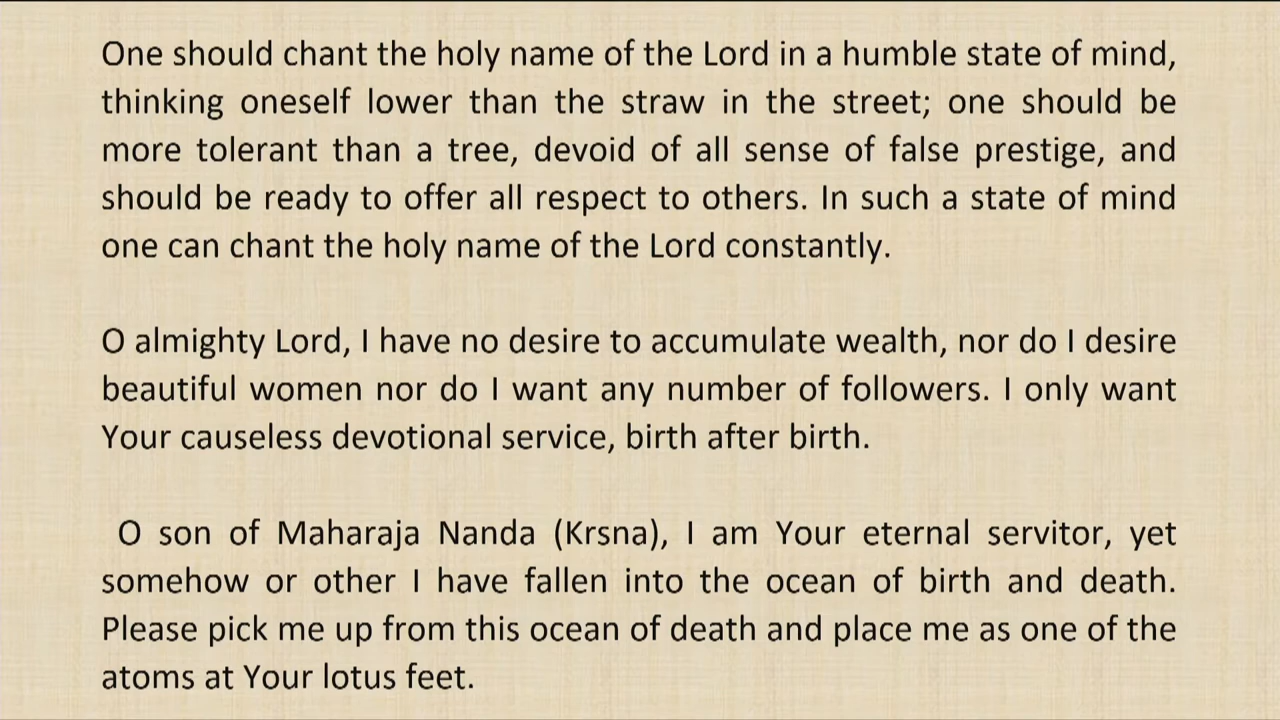 One should chant the holy name of the Lord in a humble state of mind,
thinking oneself lower than the straw in the street; one should be
more tolerant than a tree, devoid of all sense of false prestige, and
should be ready to offer all respect to others. In such a state of mind
one can chant the holy name of the Lord constantly.
O almighty Lord, I have no desire to accumulate wealth, nor do I desire
beautiful women nor do I want any number of followers. I only want
Your causeless devotional service, birth after birth.
O son of Maharaja Nanda (Krsna), I am Your eternal servitor, yet
somehow or other I have fallen into the ocean of birth and death.
Please pick me up from this ocean of death and place me as one of the
atoms at Your lotus feet.